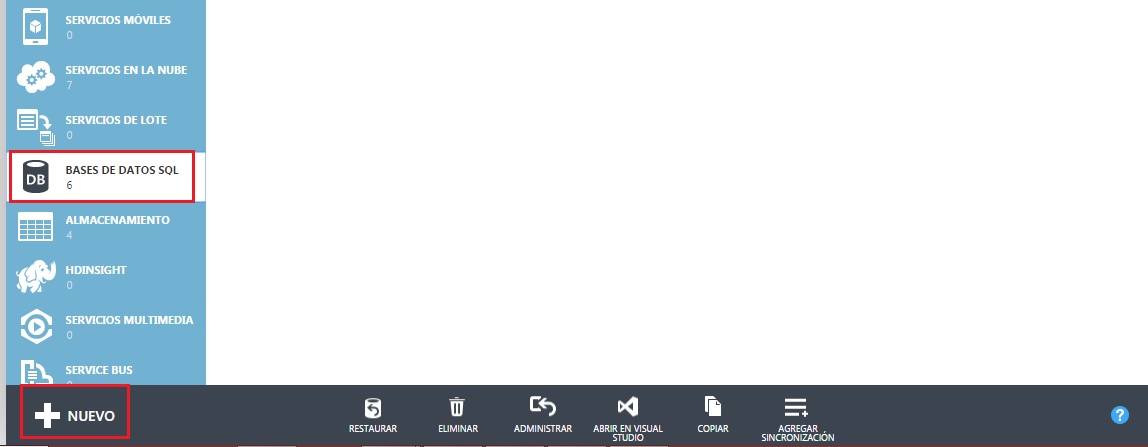 SERVICIOS MÓVILES
0
SERVICIOS EN LA NUBE
7
SERVICIOS DE LOTE
0
DB
BASES DE DATOS SQL
6
ALMACENAMIENTO
4
HDINSIGHT
0
SERVICIOS MULTIMEDIA
0
SERVICE BUS
0
NUEVO
RESTAURAR
ELIMINAR
ADMINISTRAR
ABRIR EN VISUAL
STUDIO
COPIAR
AGREGAR
SINCRONIZACIÓN
?